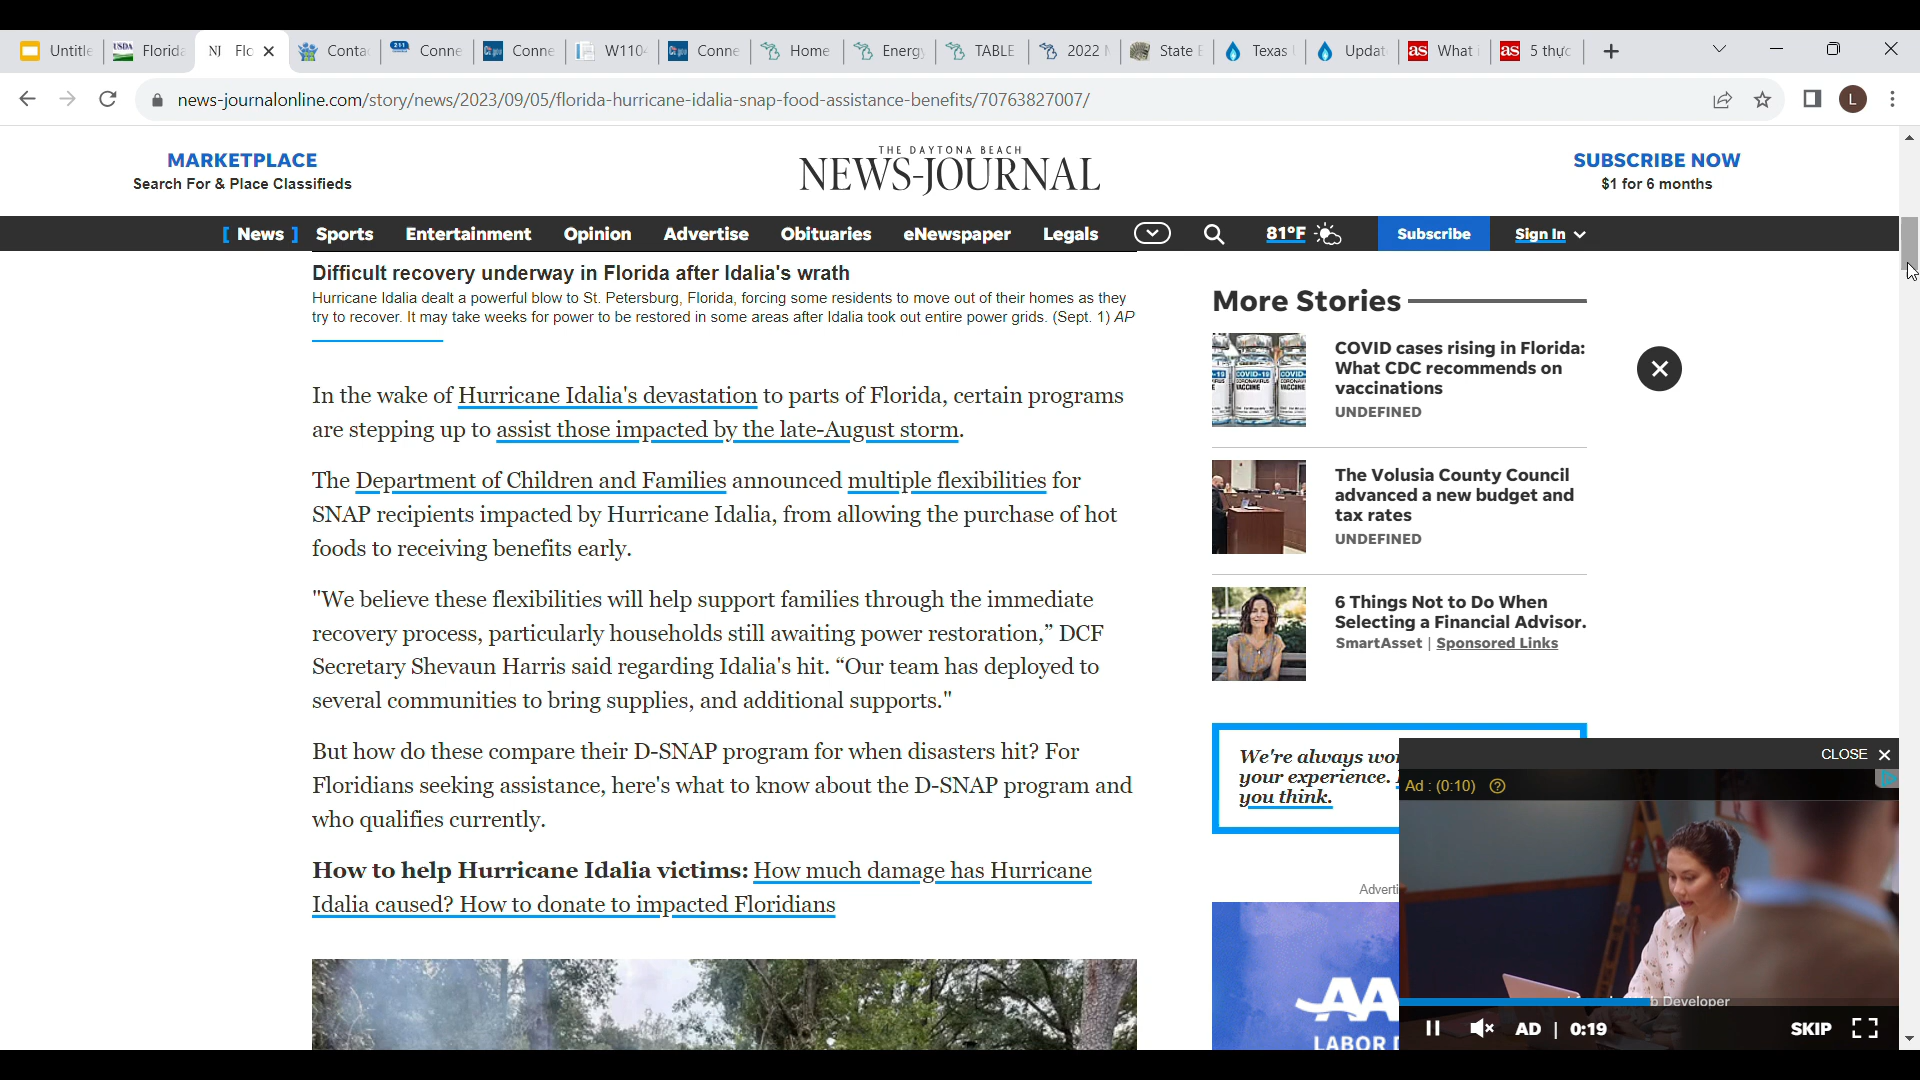 Untitle
Florida
Flo
Conta
Conne
Conne
W1104
Conne
Home
Energy
TABLE
2022
State E
Texas
Updat
What i
5 thực
news-journalonline.com/story/news/2023/09/05/florida-hurricane-idalia-snap-food-assistance-benefits/70763827007/
L
MARKETPLACE
Search For & Place Classifieds
THE DAYTONA BEACH
NEWS-JOURNAL
SUBSCRIBE NOW
$1 for 6 months
[ News ] Sports Entertainment Opinion Advertise Obituaries eNewspaper Legals 81°F Subscribe Sign In
Difficult recovery underway in Florida after Idalia's wrath
Hurricane Idalia dealt a powerful blow to St. Petersburg, Florida, forcing some residents to move out of their homes as they
try to recover. It may take weeks for power to be restored in some areas after Idalia took out entire power grids. (Sept. 1) AP
In the wake of Hurricane Idalia's devastation to parts of Florida, certain programs
are stepping up to assist those impacted by the late-August storm.
The Department of Children and Families announced multiple flexibilities for
SNAP recipients impacted by Hurricane Idalia, from allowing the purchase of hot
foods to receiving benefits early.
"We believe these flexibilities will help support families through the immediate
recovery process, particularly households still awaiting power restoration,” DCF
Secretary Shevaun Harris said regarding Idalia's hit. “Our team has deployed to
several communities to bring supplies, and additional supports."
But how do these compare their D-SNAP program for when disasters hit? For
Floridians seeking assistance, here's what to know about the D-SNAP program and
who qualifies currently.
How to help Hurricane Idalia victims: How much damage has Hurricane
Idalia caused? How to donate to impacted Floridians
More Stories
COVID cases rising in Florida:
What CDC recommends on
vaccinations
UNDEFINED
The Volusia County Council
advanced a new budget and
tax rates
UNDEFINED
6 Things Not to Do When
Selecting a Financial Advisor.
SmartAsset | Sponsored Links
We're always wor
your experience.
you think.
Adverti
AA
LABOR
CLOSE
Ad : (0:10)
b Developer
AD | 0:19
SKIP